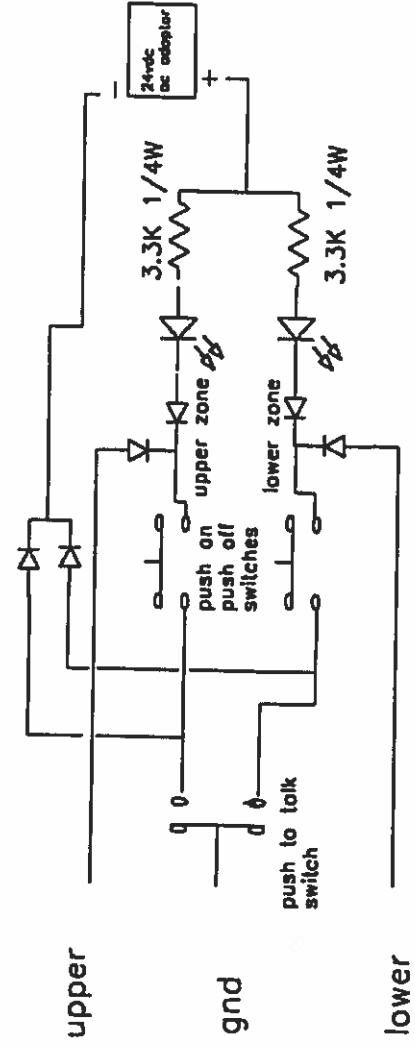 24vdc
ac adaptor
−
+
3.3K 1/4W
3.3K 1/4W
upper zone
lower zone
push on
push off
switches
push to talk
switch
upper
gnd
lower